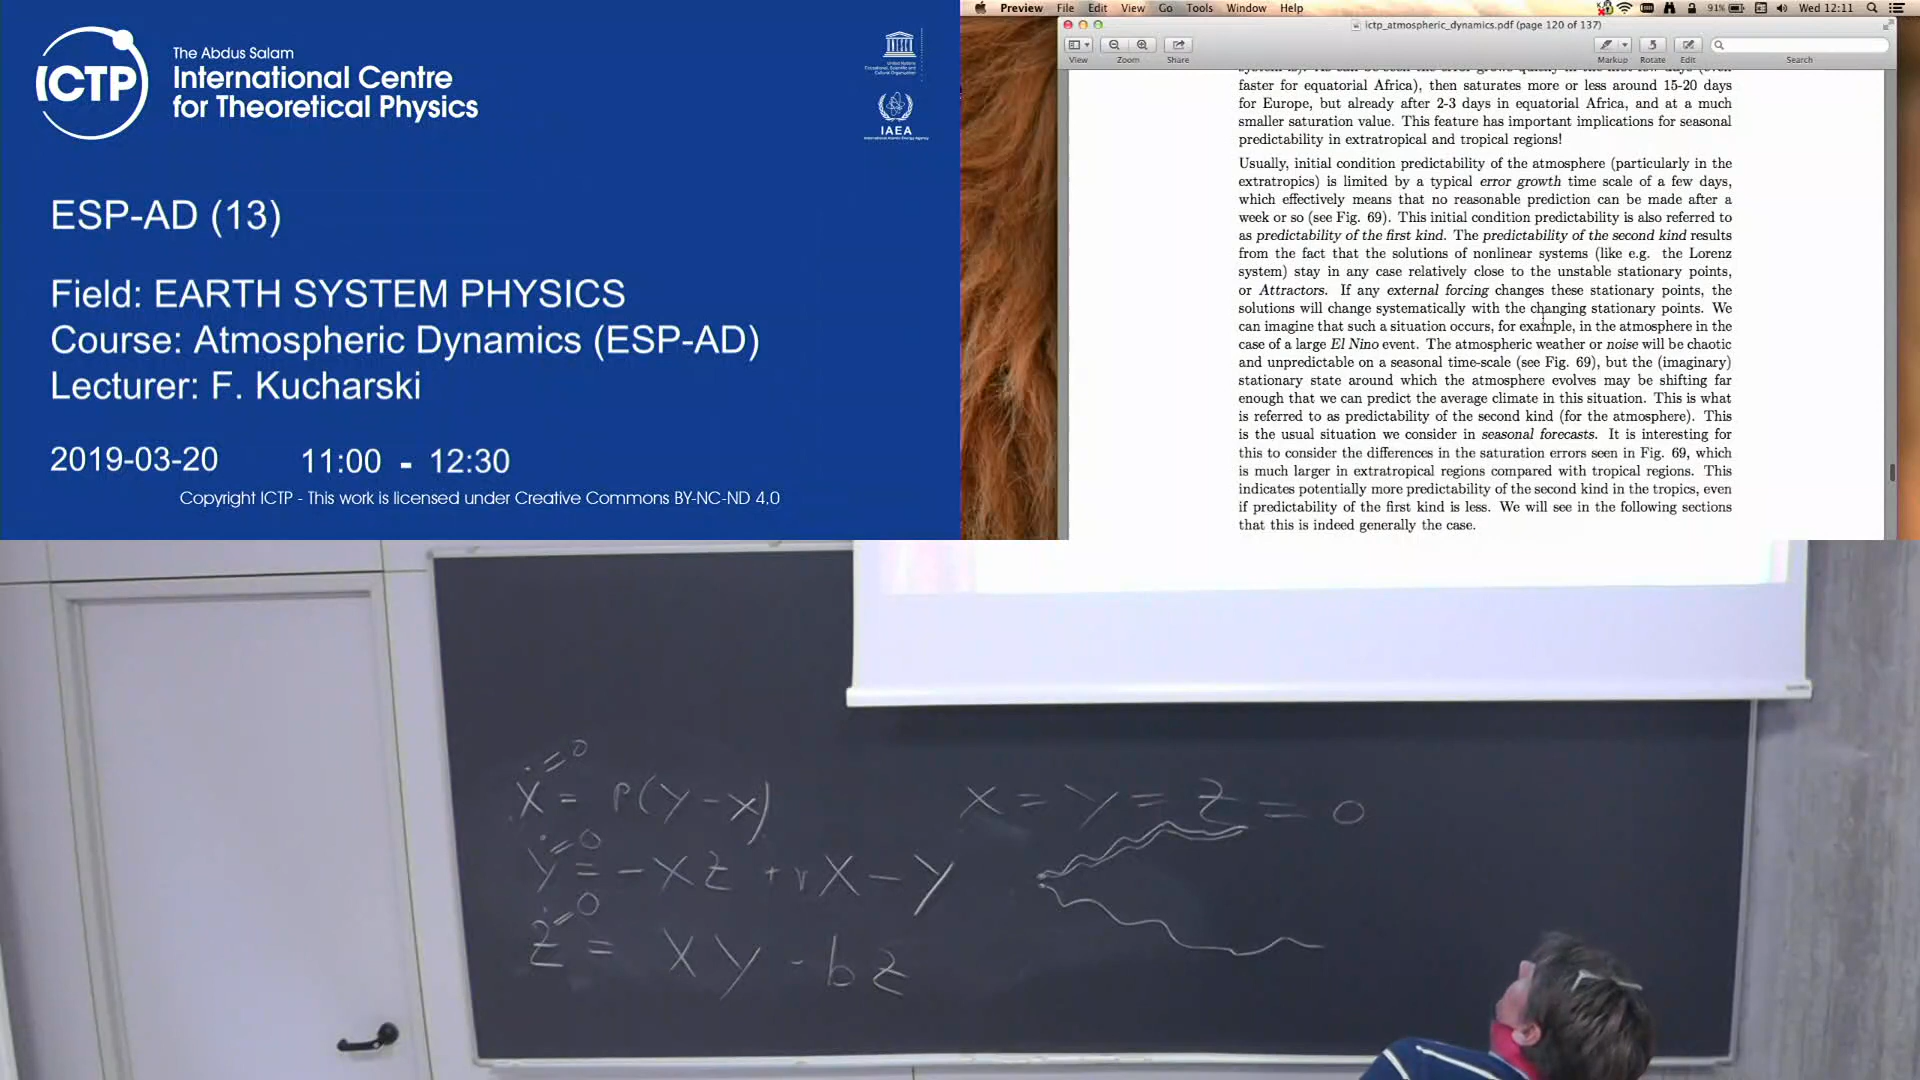 ICTP
The Abdus Salam
International Centre
for Theoretical Physics
IAEA
ESP-AD (13)
Field: EARTH SYSTEM PHYSICS
Course: Atmospheric Dynamics (ESP-AD)
Lecturer: F. Kucharski
2019-03-20 11:00 - 12:30
Copyright ICTP - This work is licensed under Creative Commons BY-NC-ND 4,0
Preview File Edit View Go Tools Window Help 91% Wed 12:11
ictp_atmospheric_dynamics.pdf (page 120 of 137)
View Zoom Share Markup Rotate Edit Search
faster for equatorial Africa), then saturates more or less around 15-20 days
for Europe, but already after 2-3 days in equatorial Africa, and at a much
smaller saturation value. This feature has important implications for seasonal
predictability in extratropical and tropical regions!
Usually, initial condition predictability of the atmosphere (particularly in the
extratropics) is limited by a typical error growth time scale of a few days,
which effectively means that no reasonable prediction can be made after a
week or so (see Fig. 69). This initial condition predictability is also referred to
as predictability of the first kind. The predictability of the second kind results
from the fact that the solutions of nonlinear systems (like e.g. the Lorenz
system) stay in any case relatively close to the unstable stationary points,
or Attractors. If any external forcing changes these stationary points, the
solutions will change systematically with the changing stationary points. We
can imagine that such a situation occurs, for example, in the atmosphere in the
case of a large El Nino event. The atmospheric weather or noise will be chaotic
and unpredictable on a seasonal time-scale (see Fig. 69), but the (imaginary)
stationary state around which the atmosphere evolves may be shifting far
enough that we can predict the average climate in this situation. This is what
is referred to as predictability of the second kind (for the atmosphere). This
is the usual situation we consider in seasonal forecasts. It is interesting for
this to consider the differences in the saturation errors seen in Fig. 69, which
is much larger in extratropical regions compared with tropical regions. This
indicates potentially more predictability of the second kind in the tropics, even
if predictability of the first kind is less. We will see in the following sections
that this is indeed generally the case.
=0
Ẋ = P(Y-X)
=0
Ẏ = -XZ + rX - Y
=0
Ż = XY - bZ
X = Y = Z = 0